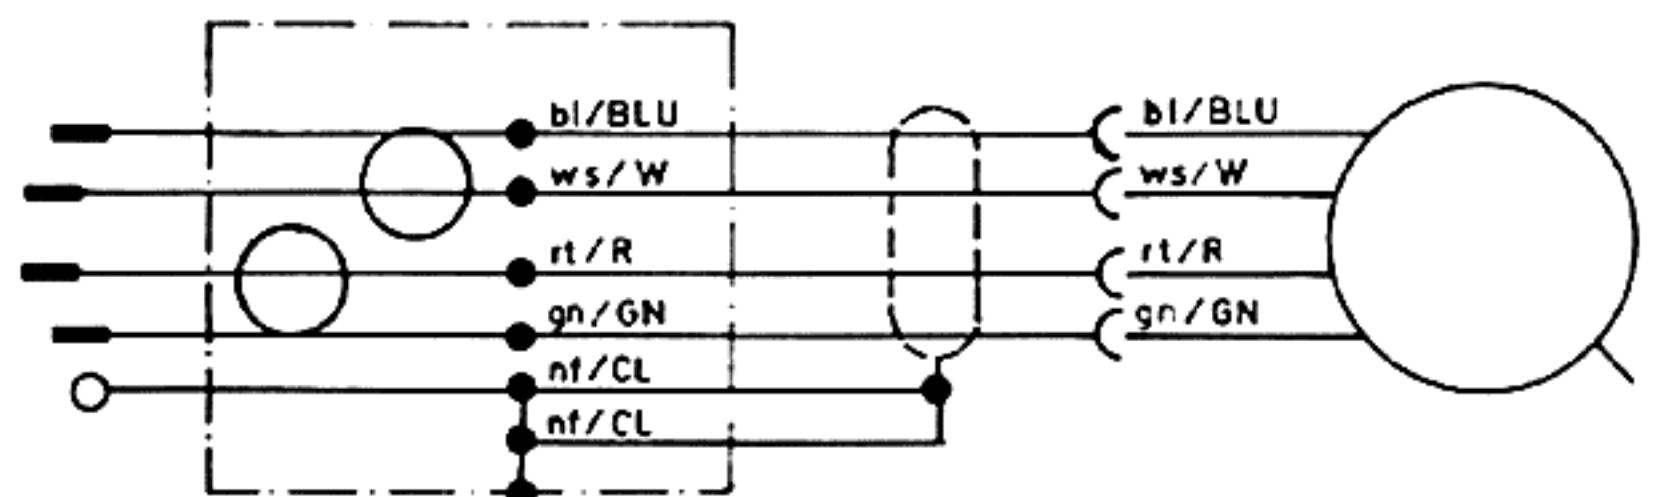 bl/BLU bl/BLU
ws/W ws/W
rt/R rt/R
gn/GN gn/GN
nf/CL
nf/CL